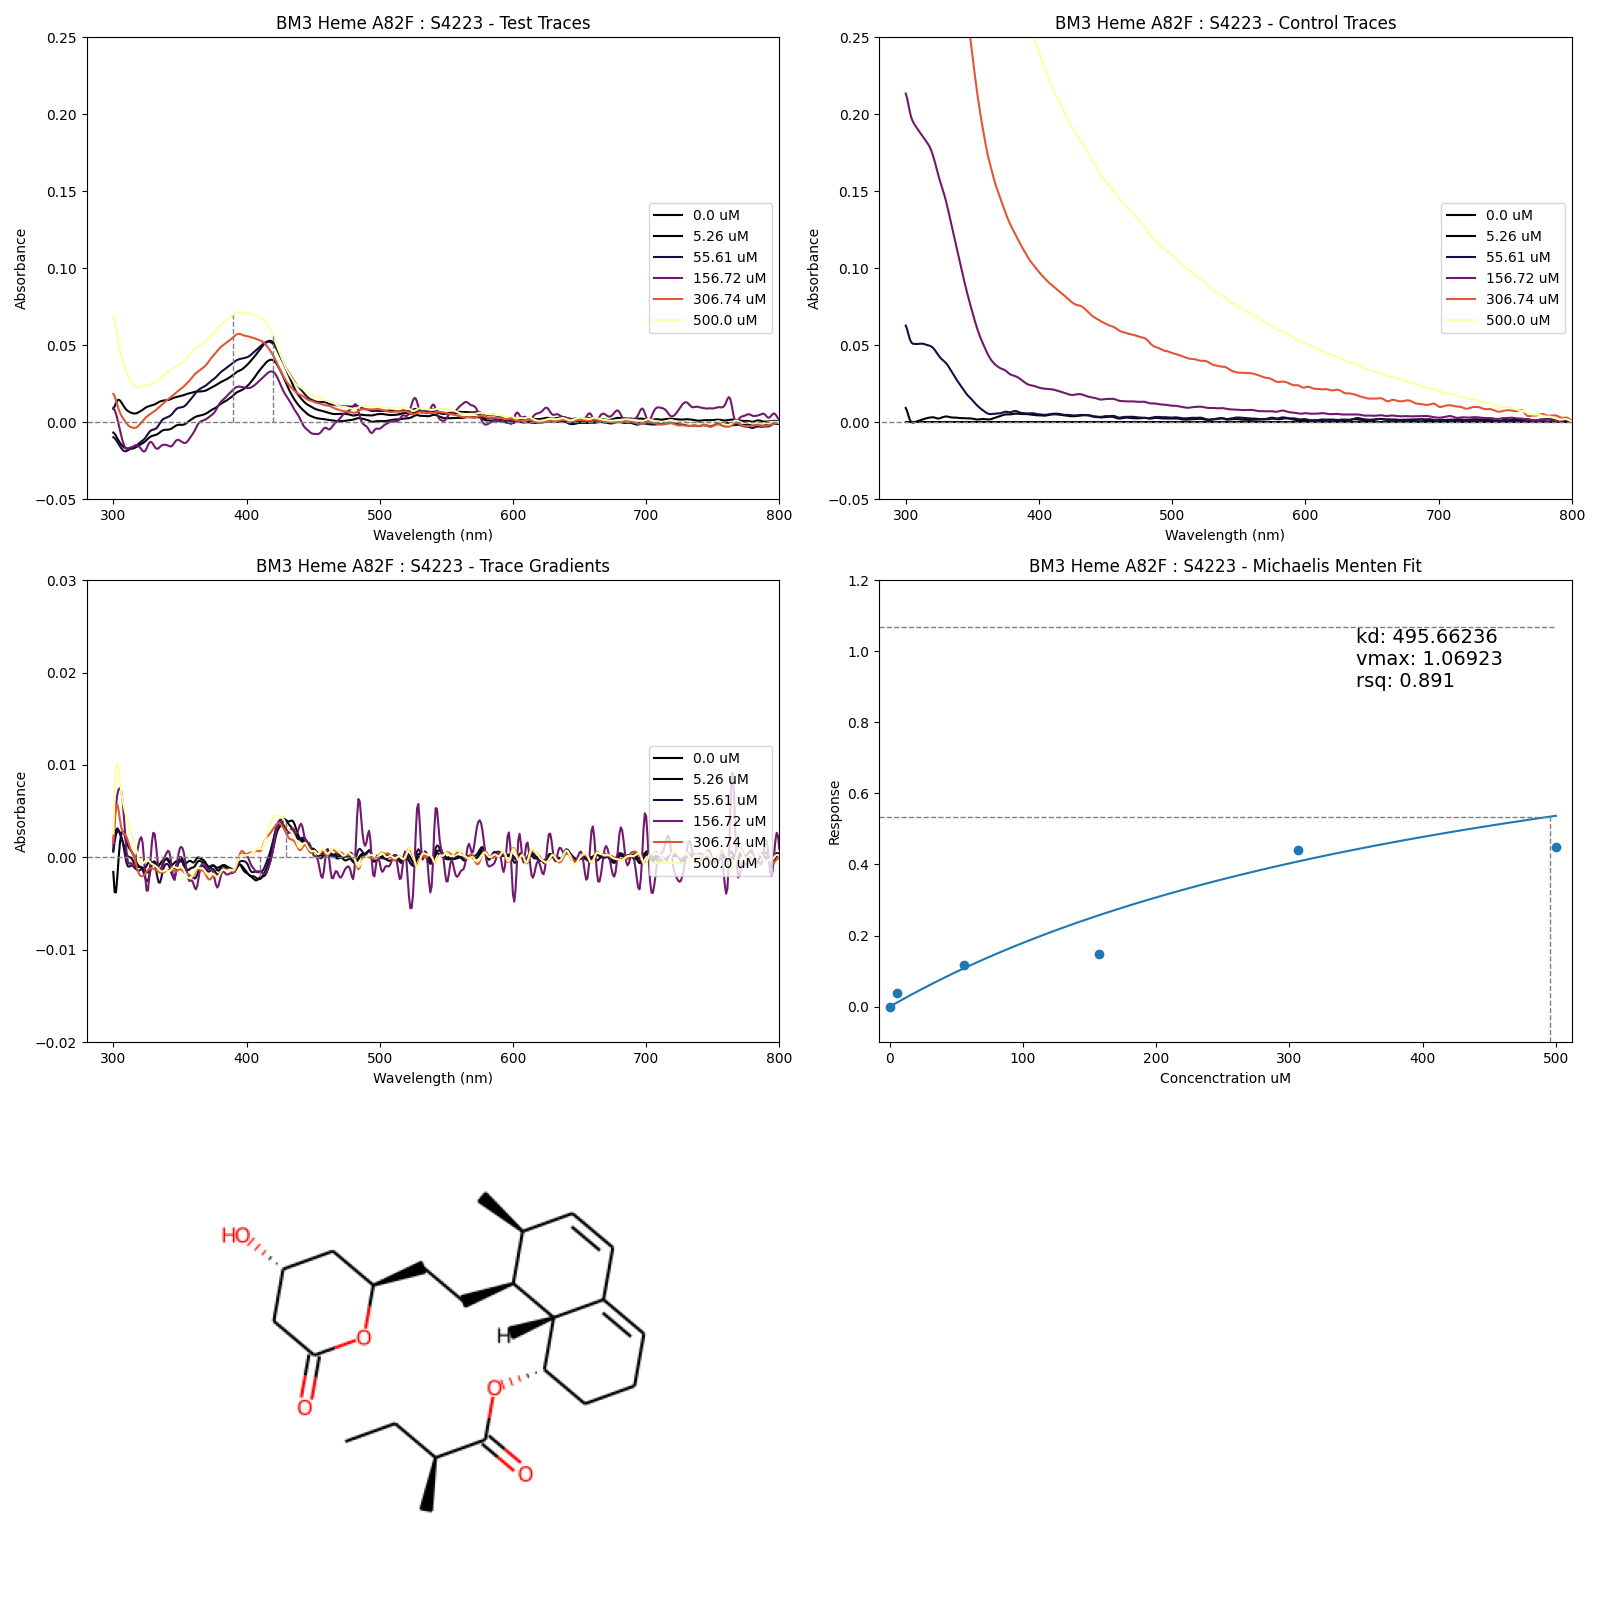 BM3 Heme A82F : S4223 - Test Traces
0.25
0.20
0.15
0.10
0.05
0.00
−0.05
Absorbance
300
400
500
600
700
800
Wavelength (nm)
0.0 uM
5.26 uM
55.61 uM
156.72 uM
306.74 uM
500.0 uM
BM3 Heme A82F : S4223 - Control Traces
0.25
0.20
0.15
0.10
0.05
0.00
−0.05
Absorbance
300
400
500
600
700
800
Wavelength (nm)
0.0 uM
5.26 uM
55.61 uM
156.72 uM
306.74 uM
500.0 uM
BM3 Heme A82F : S4223 - Trace Gradients
0.03
0.02
0.01
0.00
−0.01
−0.02
Absorbance
300
400
500
600
700
800
Wavelength (nm)
0.0 uM
5.26 uM
55.61 uM
156.72 uM
306.74 uM
500.0 uM
BM3 Heme A82F : S4223 - Michaelis Menten Fit
1.2
1.0
0.8
0.6
0.4
0.2
0.0
Response
0
100
200
300
400
500
Concenctration uM
kd: 495.66236
vmax: 1.06923
rsq: 0.891
HO
O
O
H
O
O